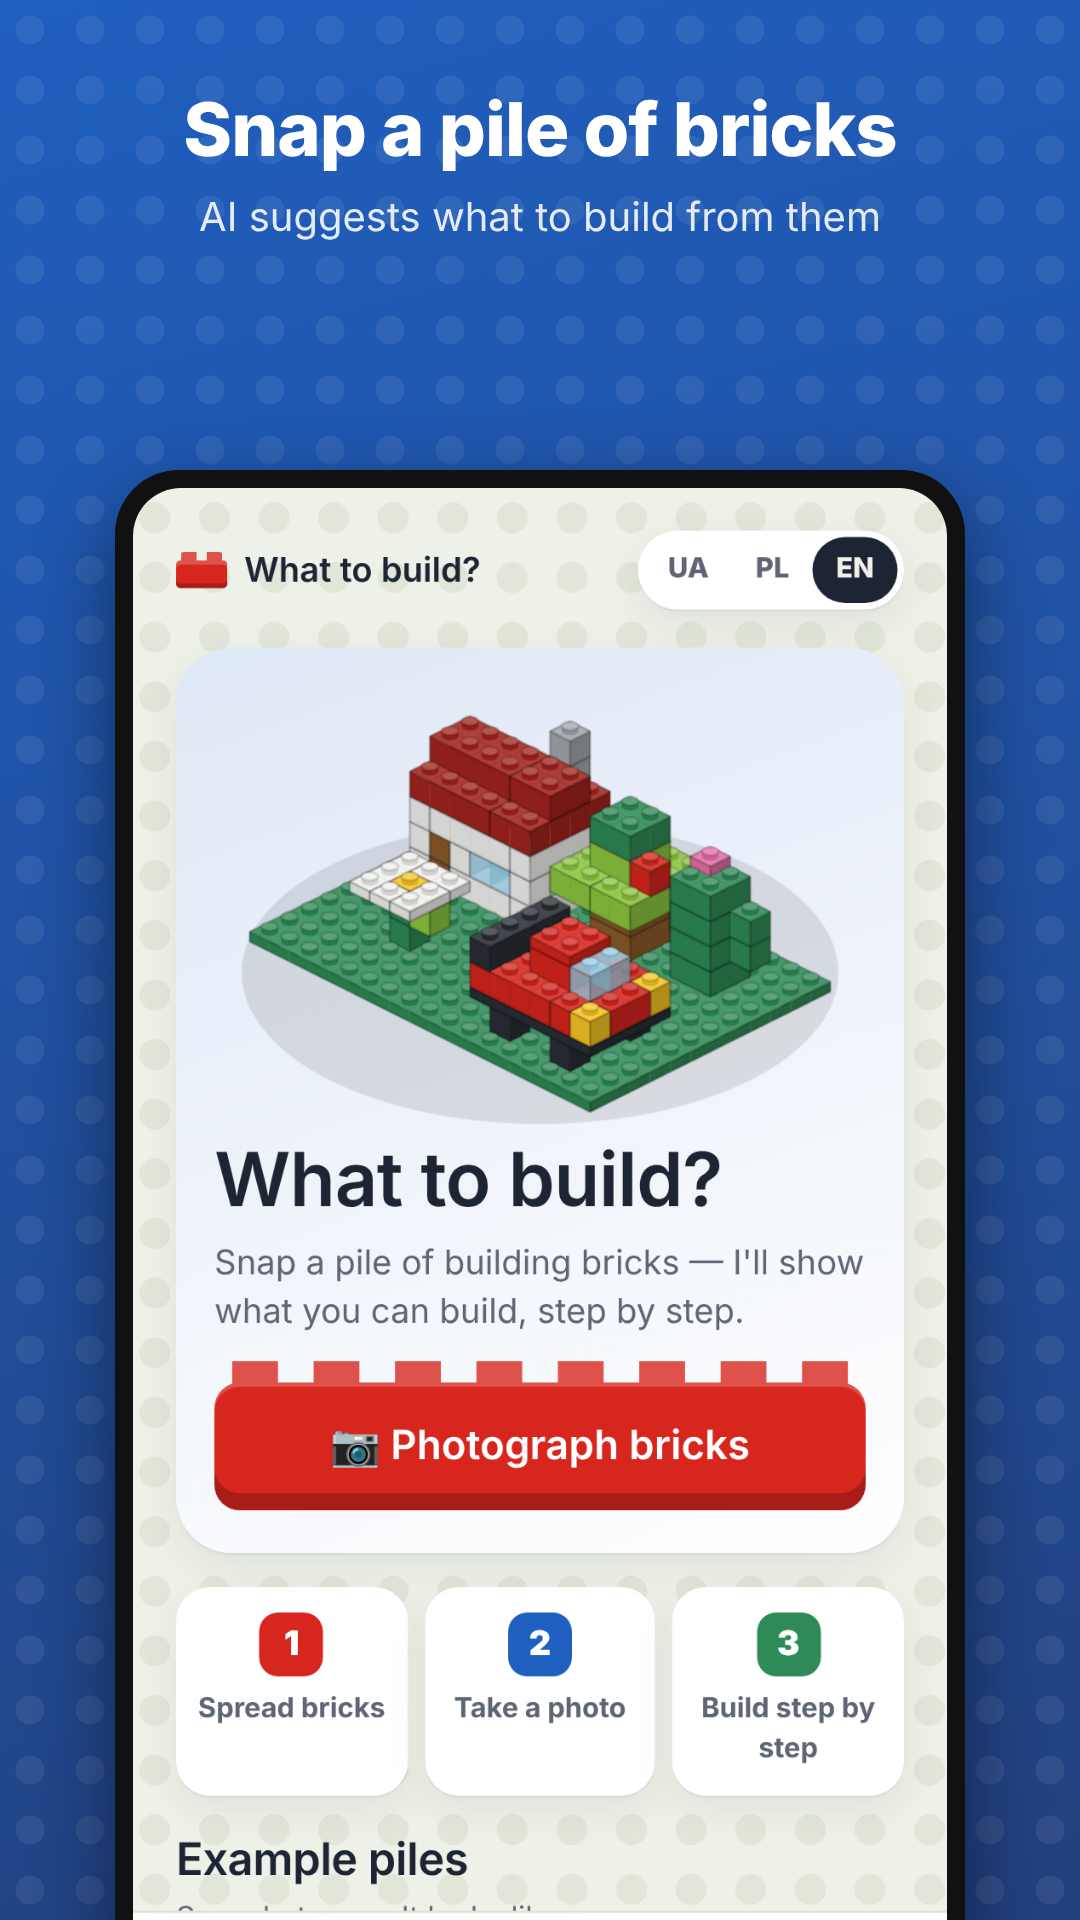 Snap a pile of bricks
AI suggests what to build from them
What to build?
UA PL EN
What to build?
Snap a pile of building bricks — I'll show
what you can build, step by step.
📷 Photograph bricks
1
Spread bricks
2
Take a photo
3
Build step by
step
Example piles